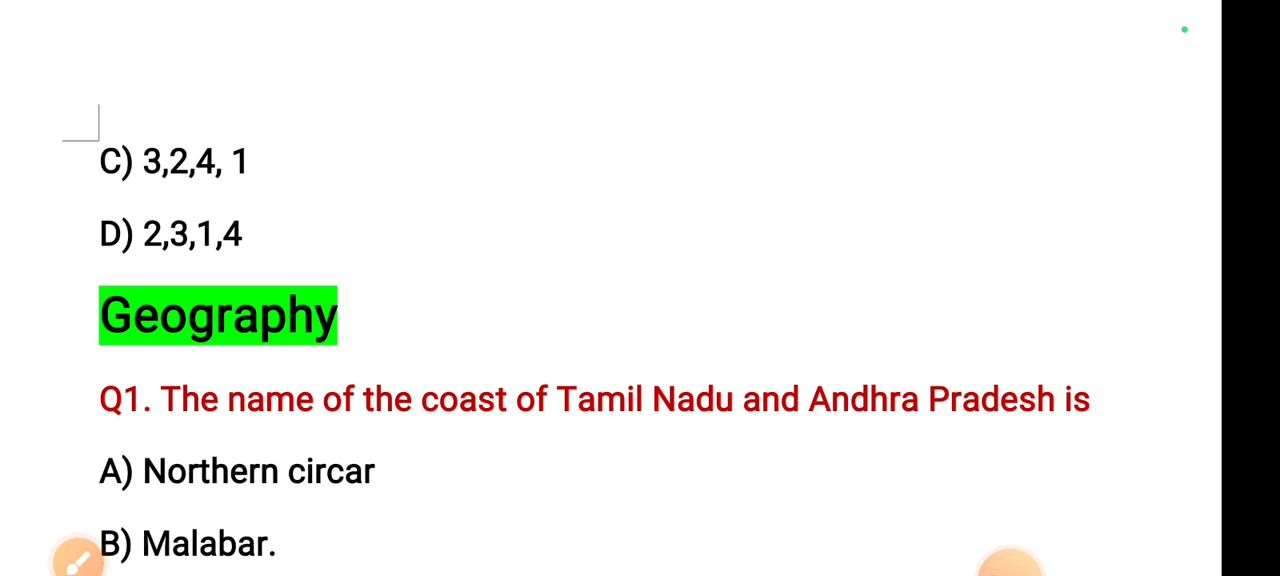 C) 3,2,4, 1
D) 2,3,1,4
Geography
Q1. The name of the coast of Tamil Nadu and Andhra Pradesh is
A) Northern circar
B) Malabar.